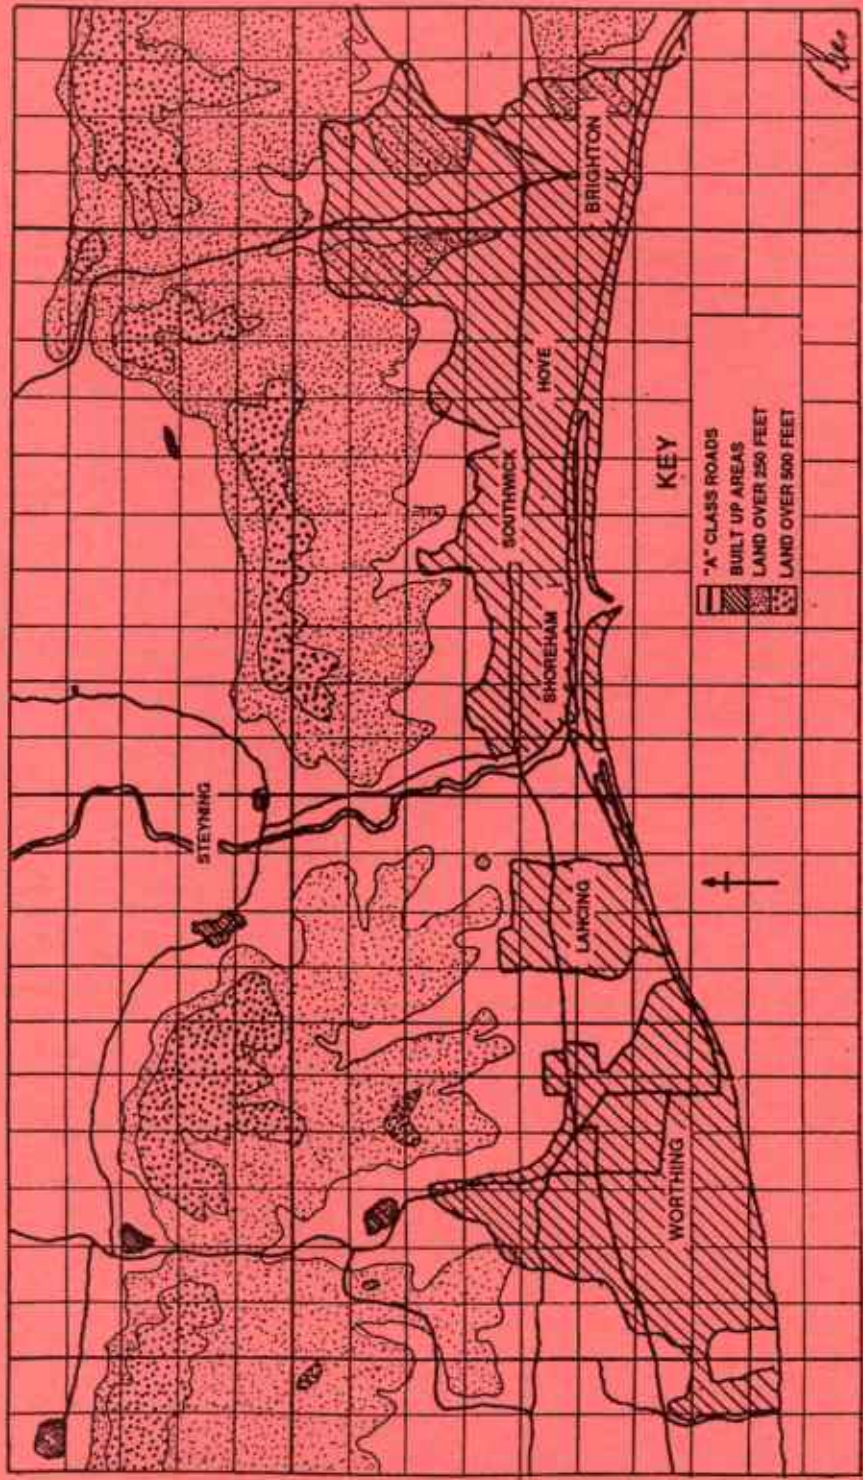 STEYNING
SOUTHWICK
BRIGHTON
HOVE
SHOREHAM
LANCING
WORTHING
KEY
"A" CLASS ROADS
BUILT UP AREAS
LAND OVER 250 FEET
LAND OVER 500 FEET